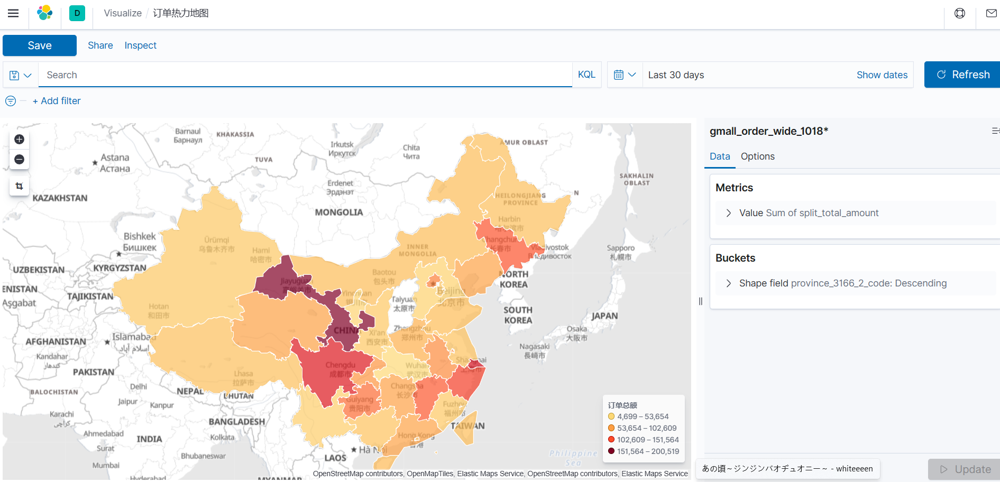 D
Visualize / 订单热力地图
Save
Share
Inspect
Search
KQL
Last 30 days
Show dates
Refresh
+ Add filter
Barnaul
Барнаул
KHAKASSIA
Irkutsk
Иркутск
Chita
Чита
AMUR OBLAST
TUVA
Astana
Астана
SAKHALIN
OBLAST
Erdenet
Эрдэнэт
KAZAKHSTAN
HEILONGJIANG
PROVINCE
N
MONGOLIA
Harbin
哈尔滨市
Bishkek
Бишкек
Ürümqi
乌鲁木齐市
Hami
哈密市
INNER
MONGOLIA
Changchun
长春市
Vladivostok
Владивосток
Sapporo
札幌市
UZBEKISTAN
KYRGYZSTAN
Baotou
包头市
NORTH
KOREA
Jiayuguan
嘉峪关市
ENISTAN
Aşgabat
TAJIKISTAN
Yinchuan
银川市
Beijing
北京市
Taiyuan
太原市
Hotan
和田市
SOUTH
KOREA
JAPAN
CHINA
Xi'an
西安市
Zhengzhou
郑州市
Osaka
大阪市
AFGHANISTAN
Islamabad
اسلام آباد
Nagasaki
長崎市
Kandahar
کندهار
PAKISTAN
Chengdu
成都市
Wuhan
武汉市
Shanghai
上海市
Lhasa
拉萨市
Delhi
BALOCHISTAN
Jaipur
Kanpur
NEPAL
BHUTAN
Changsha
长沙市
Guiyang
贵阳市
Fuzhou
福州市
Karachi
کراچی
BANGLADESH
TAIWAN
Ahmedabad
INDIA
Kolkata
Hong Kong
香港
Surat
Bhubaneswar
LAOS
Hà Nội
Mumbai
Philippine
Sea
Hyderabad
MYANMAR
订单总额
4,699 – 53,654
53,654 – 102,609
102,609 – 151,564
151,564 – 200,519
OpenStreetMap contributors, OpenMapTiles, Elastic Maps Service, OpenStreetMap contributors, Elastic Maps Service
gmall_order_wide_1018*
Data
Options
Metrics
Value Sum of split_total_amount
Buckets
Shape field province_3166_2_code: Descending
あの頃～ジンジンバオヂュオニー～ - whiteeeen
Update